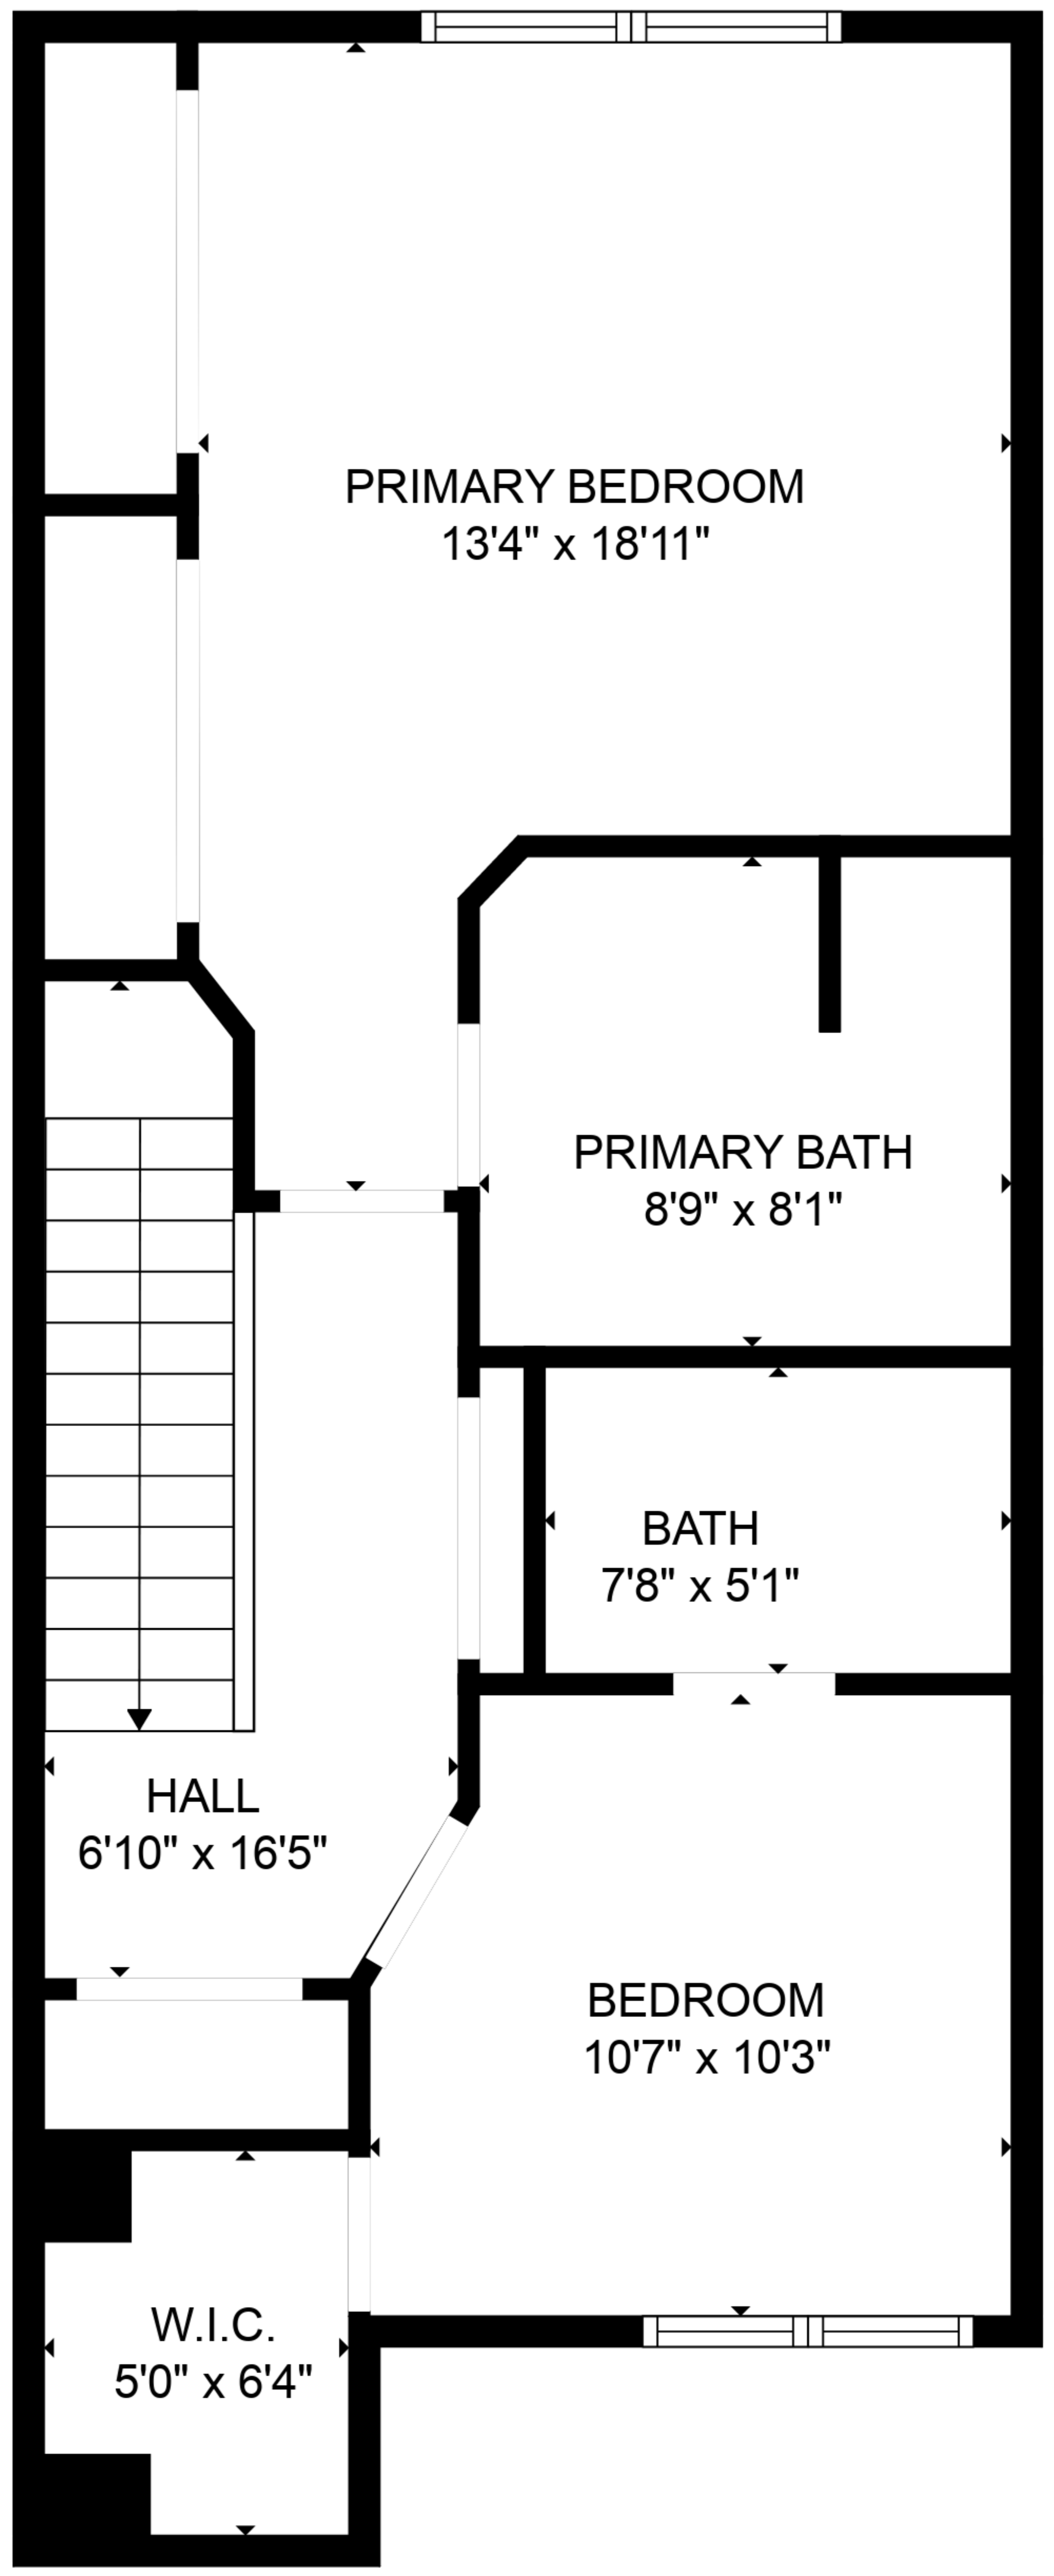 PRIMARY BEDROOM
13'4" x 18'11"
PRIMARY BATH
8'9" x 8'1"
BATH
7'8" x 5'1"
HALL
6'10" x 16'5"
BEDROOM
10'7" x 10'3"
W.I.C.
5'0" x 6'4"